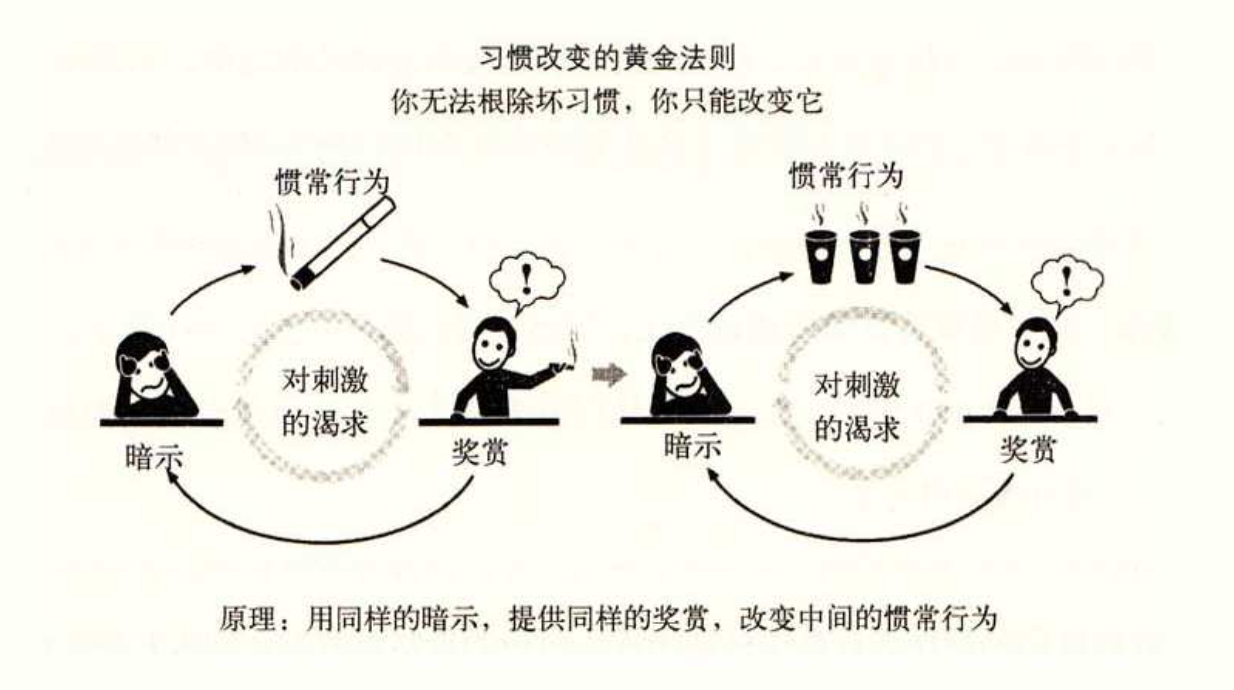 习惯改变的黄金法则
你无法根除坏习惯，你只能改变它
惯常行为
对刺激
的渴求
暗示
奖赏
惯常行为
对刺激
的渴求
暗示
奖赏
原理：用同样的暗示，提供同样的奖赏，改变中间的惯常行为